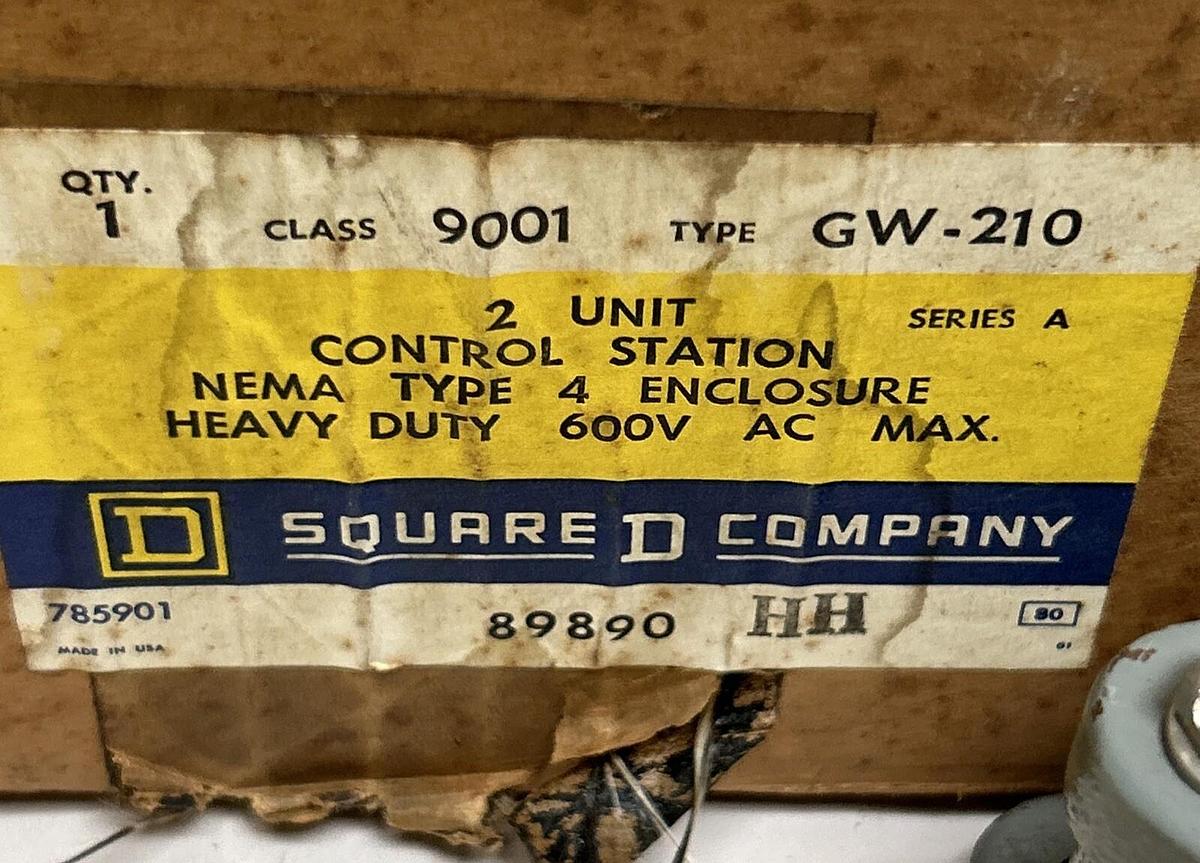 QTY.
1 CLASS 9001 TYPE GW-210
2 UNIT SERIES A
CONTROL STATION
NEMA TYPE 4 ENCLOSURE
HEAVY DUTY 600V AC MAX.
D SQUARE D COMPANY
785901 89890 HH 80
MADE IN USA G1